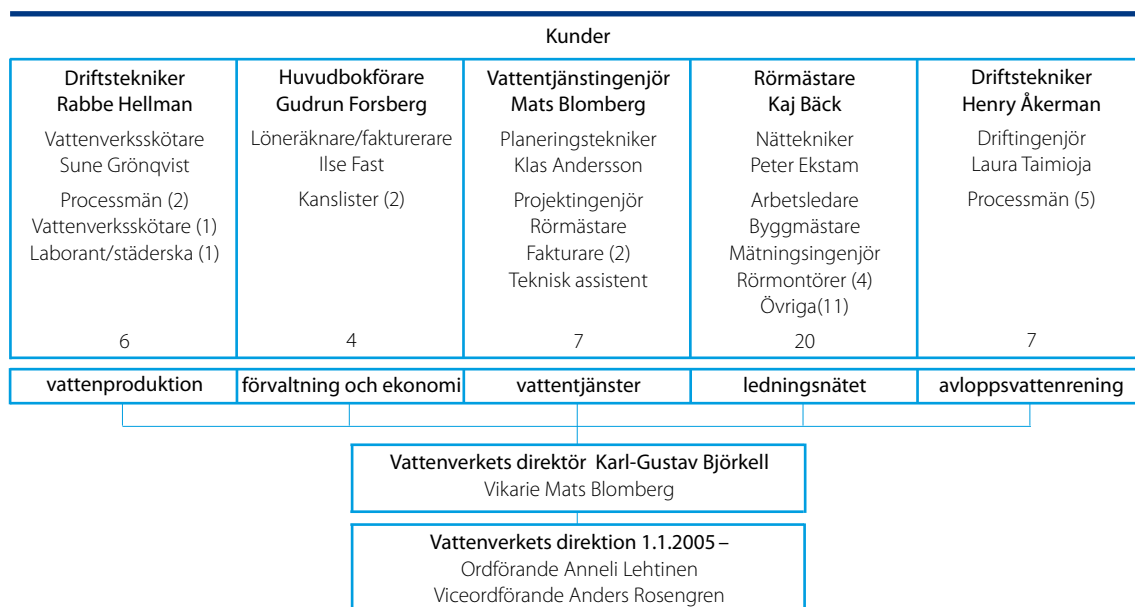 Kunder
Driftstekniker
Rabbe Hellman
Vattenverksskötare
Sune Grönqvist
Processmän (2)
Vattenverksskötare (1)
Laborant/städerska (1)
6
vattenproduktion
Huvudbokförare
Gudrun Forsberg
Löneräknare/fakturerare
Ilse Fast
Kanslister (2)
4
förvaltning och ekonomi
Vattentjänstingenjör
Mats Blomberg
Planeringstekniker
Klas Andersson
Projektingenjör
Rörmästare
Fakturare (2)
Teknisk assistent
7
vattentjänster
Rörmästare
Kaj Bäck
Nättekniker
Peter Ekstam
Arbetsledare
Byggmästare
Mätningsingenjör
Rörmontörer (4)
Övriga(11)
20
ledningsnätet
Driftstekniker
Henry Åkerman
Driftingenjör
Laura Taimioja
Processmän (5)
7
avloppsvattenrening
Vattenverkets direktör Karl-Gustav Björkell
Vikarie Mats Blomberg
Vattenverkets direktion 1.1.2005 –
Ordförande Anneli Lehtinen
Viceordförande Anders Rosengren